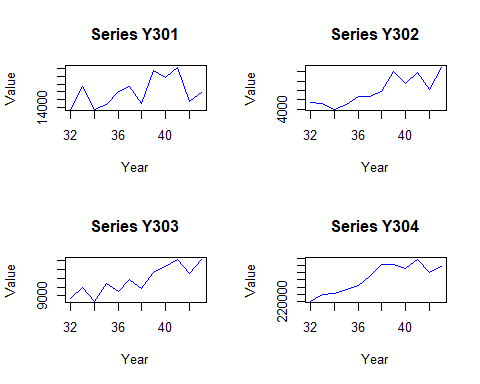 Series Y301
Value
14000
32 36 40
Year
Series Y302
Value
4000
32 36 40
Year
Series Y303
Value
9000
32 36 40
Year
Series Y304
Value
220000
32 36 40
Year